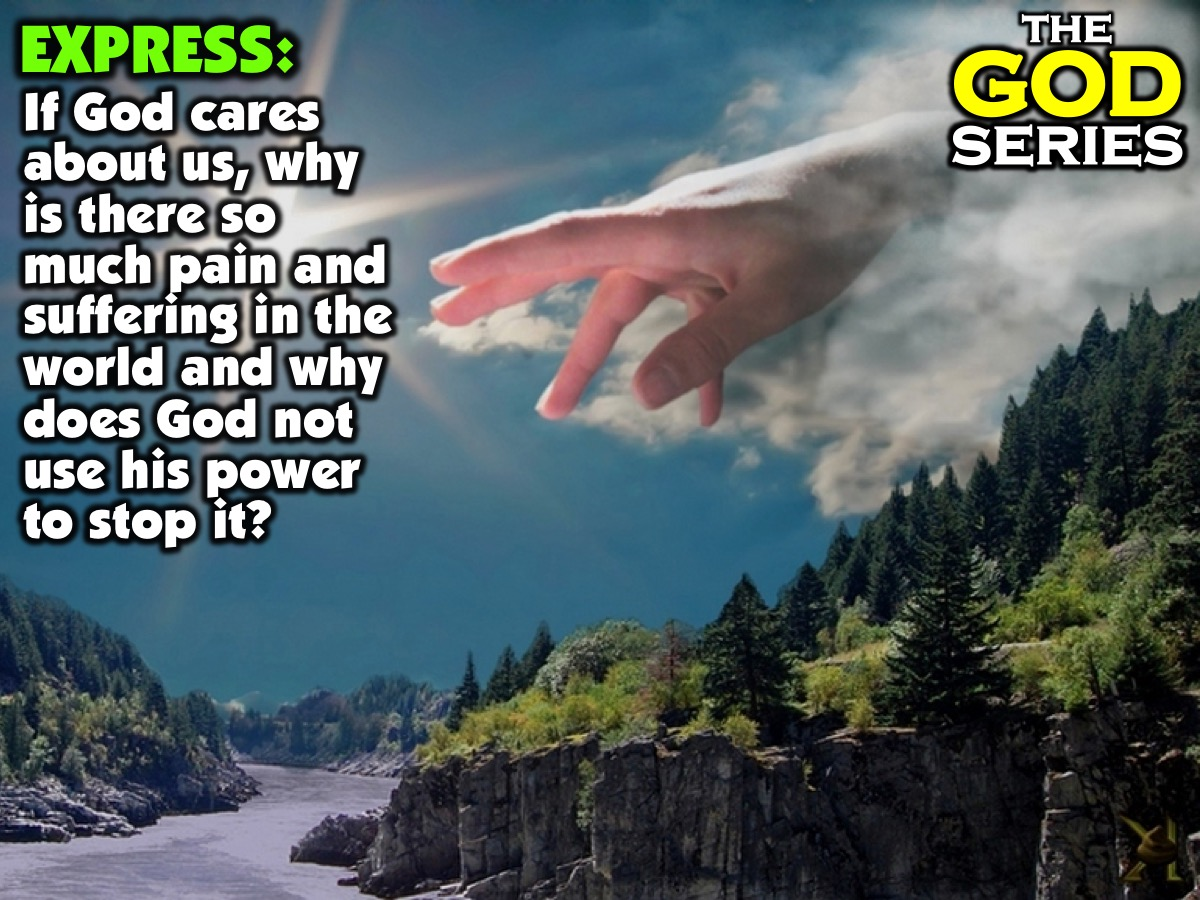 EXPRESS:
If God cares
about us, why
is there so
much pain and
suffering in the
world and why
does God not
use his power
to stop it?
THE
GOD
SERIES